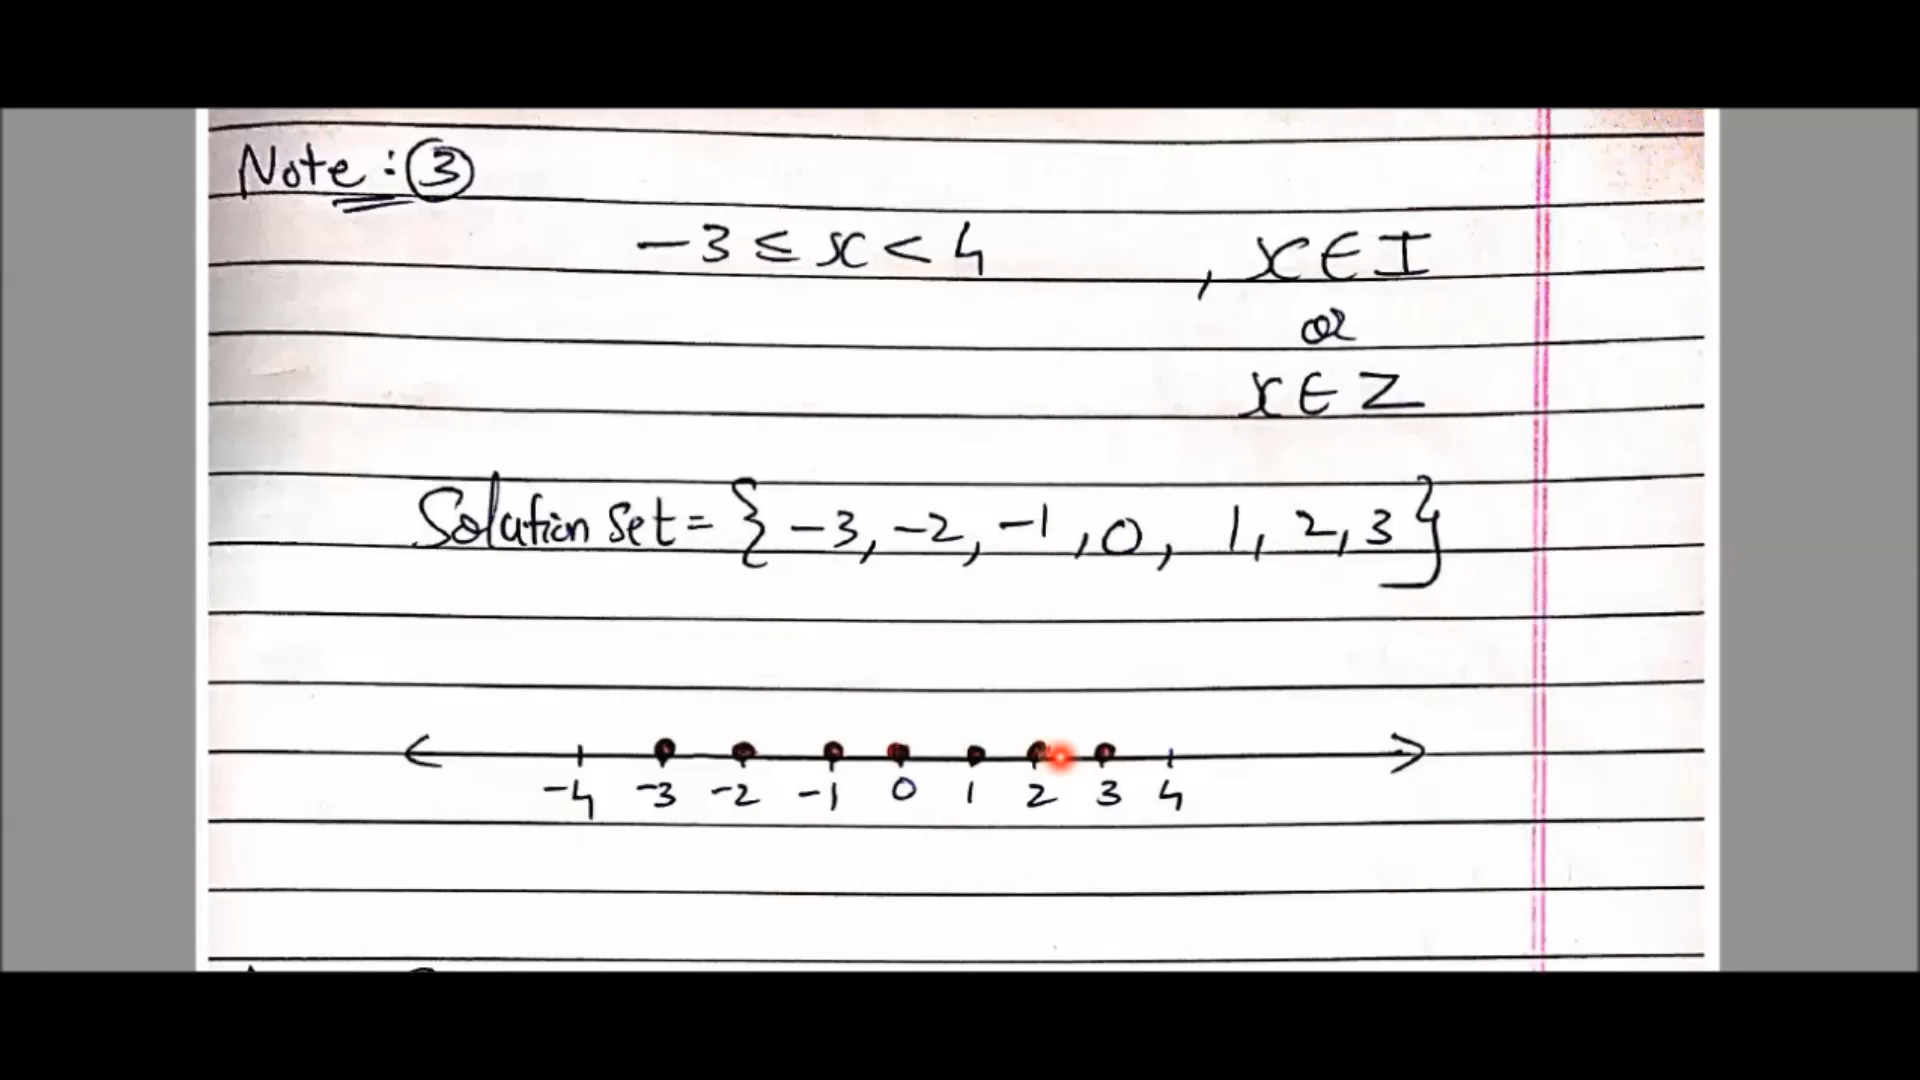 Note : ③
-3 ≤ x < 4 , x ∈ I
or
x ∈ Z
Solution Set = { -3, -2, -1, 0, 1, 2, 3 }
-4 -3 -2 -1 0 1 2 3 4